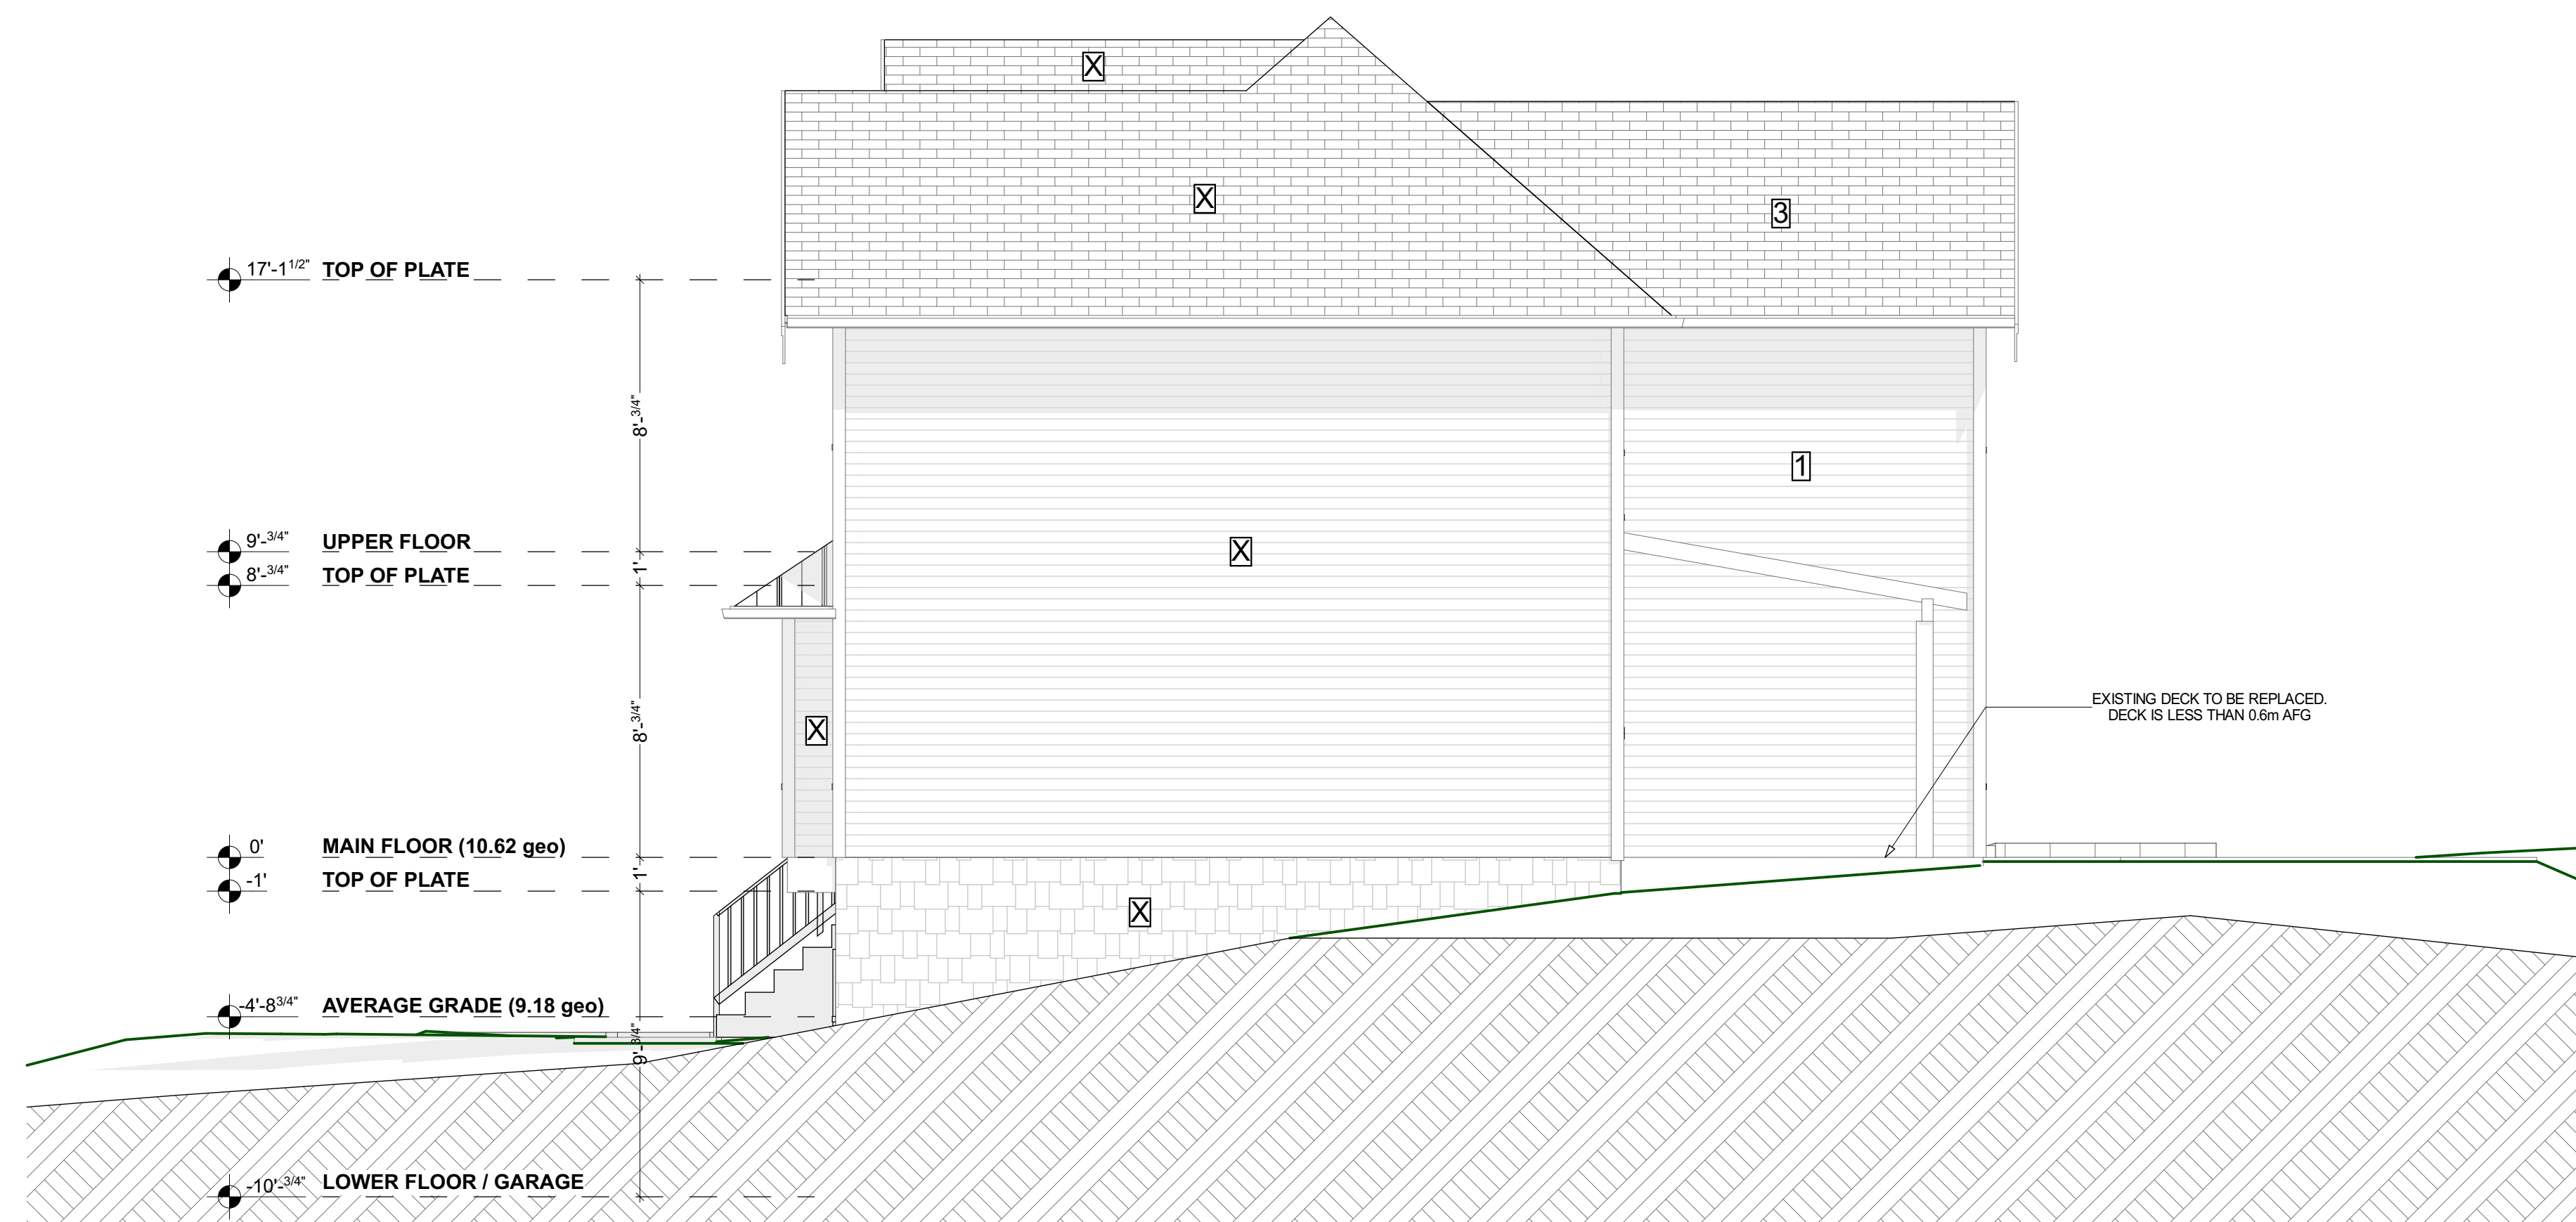 X
X
3
17'-1 1/2" TOP OF PLATE
8'-3/4"
1
9'-3/4" UPPER FLOOR
X
1'
8'-3/4" TOP OF PLATE
EXISTING DECK TO BE REPLACED.
DECK IS LESS THAN 0.6m AFG
8'-3/4"
X
0' MAIN FLOOR (10.62 geo)
1'
-1' TOP OF PLATE
X
-4'-8 3/4" AVERAGE GRADE (9.18 geo)
9'-3/4"
-10'-3/4" LOWER FLOOR / GARAGE